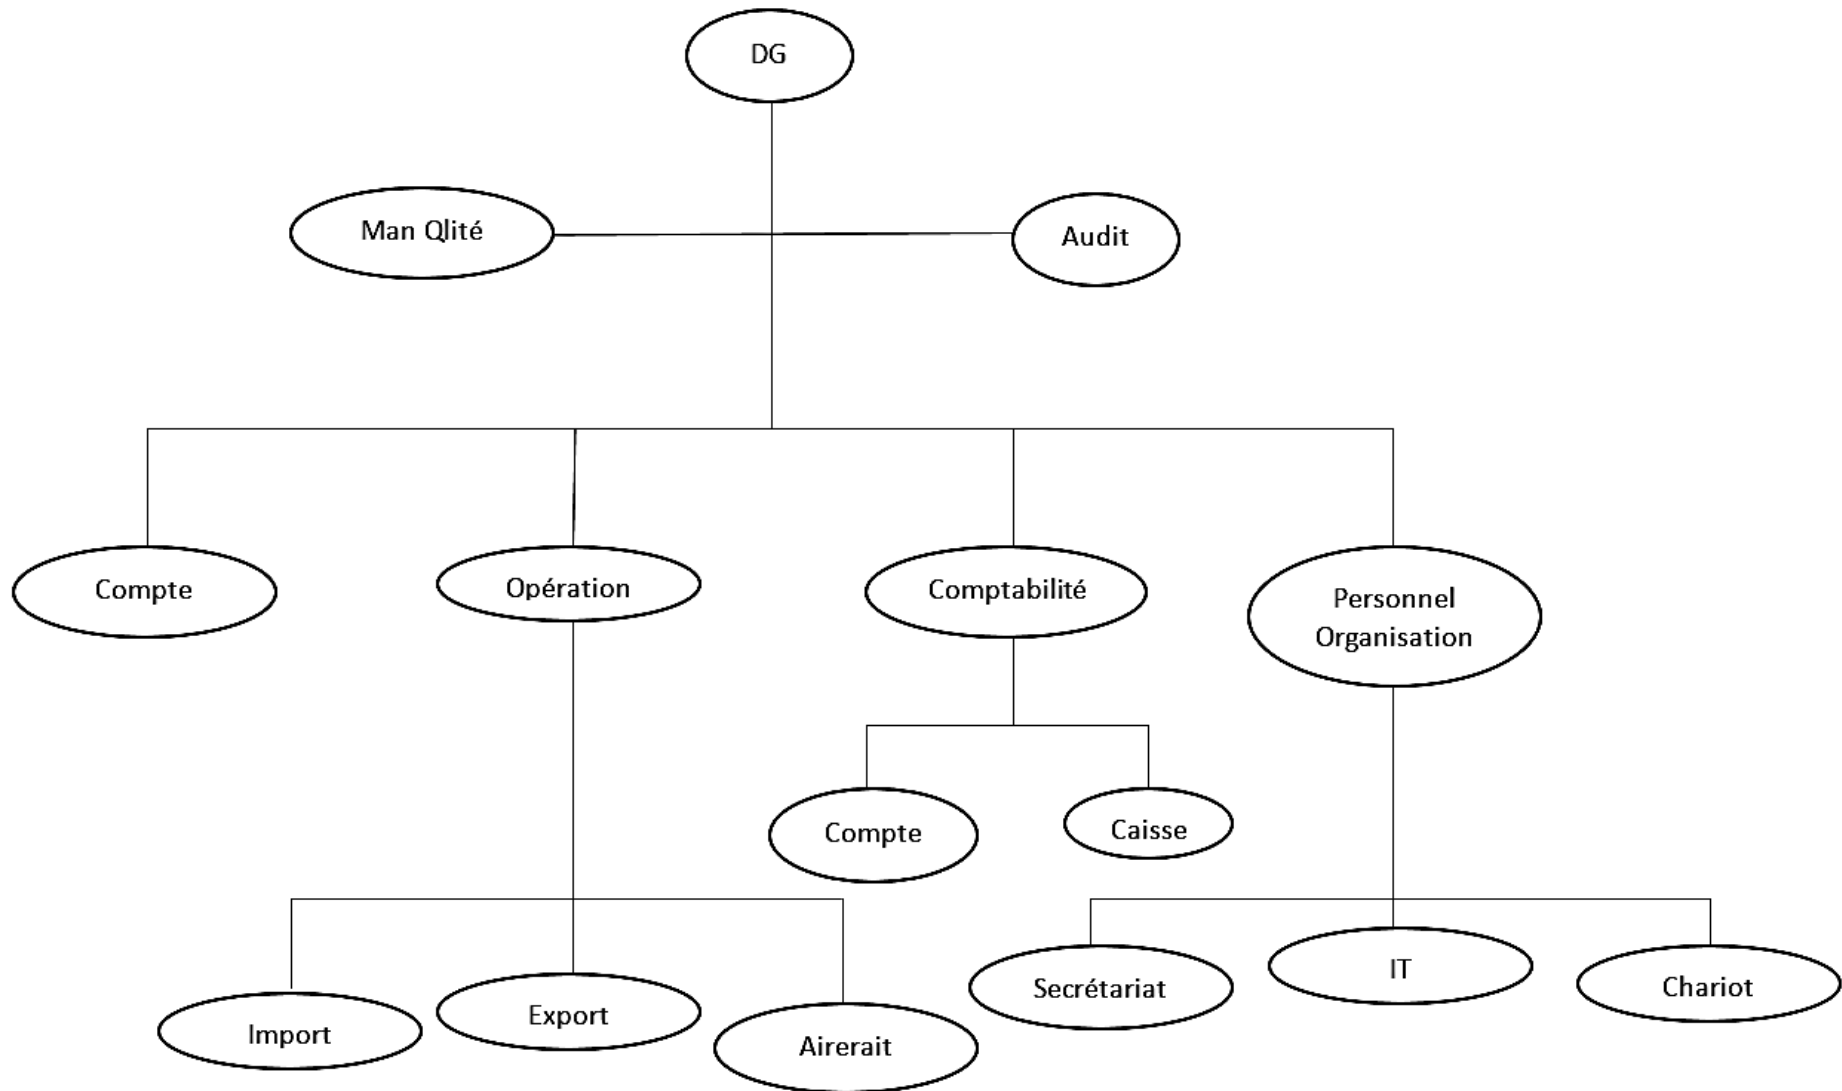 DG
Man Qlité
Audit
Compte
Opération
Comptabilité
Personnel
Organisation
Compte
Caisse
Import
Export
Airerait
Secrétariat
IT
Chariot